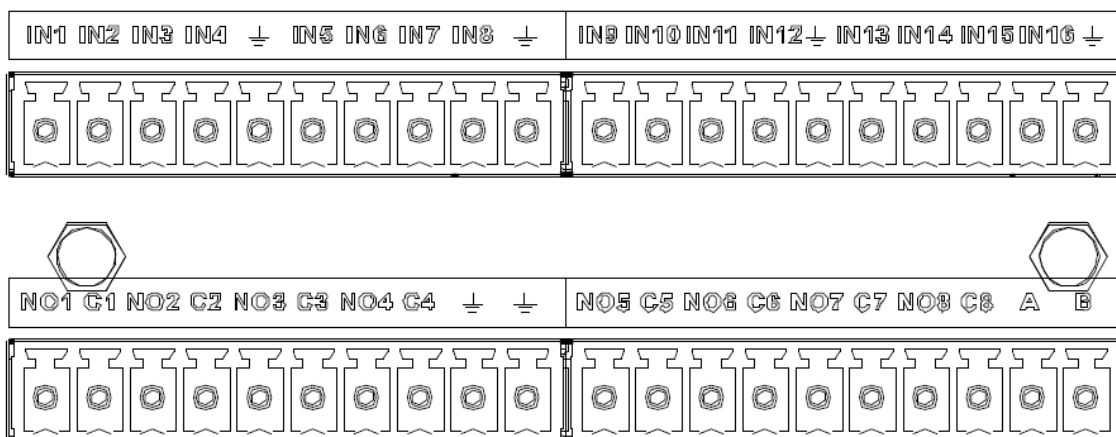 IN1 IN2 IN3 IN4 ⏚ IN5 IN6 IN7 IN8 ⏚ IN9 IN10 IN11 IN12 ⏚ IN13 IN14 IN15 IN16 ⏚
NO1 C1 NO2 C2 NO3 C3 NO4 C4 ⏚ ⏚ NO5 C5 NO6 C6 NO7 C7 NO8 C8 A B